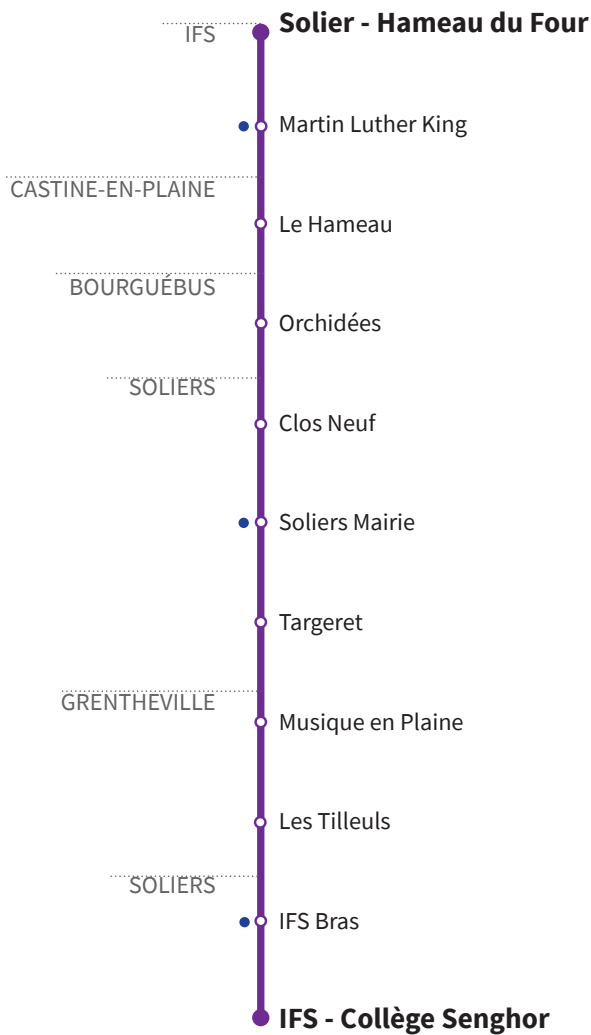 IFS
Solier - Hameau du Four
Martin Luther King
CASTINE-EN-PLAINE
Le Hameau
BOURGUÉBUS
Orchidées
SOLIERS
Clos Neuf
Soliers Mairie
Targeret
GRENTHEVILLE
Musique en Plaine
Les Tilleuls
SOLIERS
IFS Bras
IFS - Collège Senghor